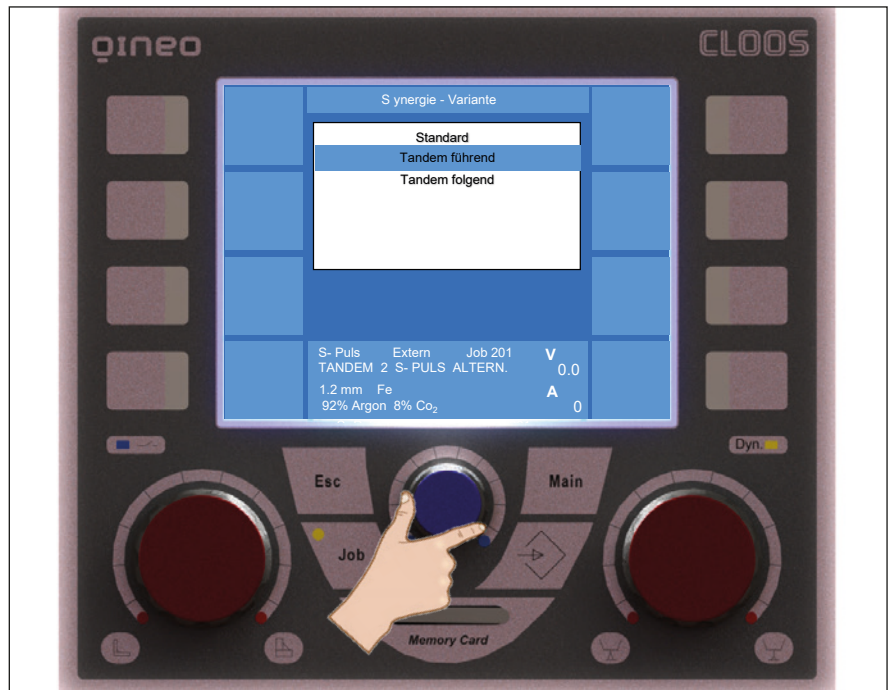 QINEO CLOOS
S ynergie - Variante
Standard
Tandem führend
Tandem folgend
S- Puls Extern Job 201 V
TANDEM 2 S- PULS ALTERN. 0.0
1.2 mm Fe A
92% Argon 8% Co₂ 0
Dyn.
Esc Main
Job
Memory Card